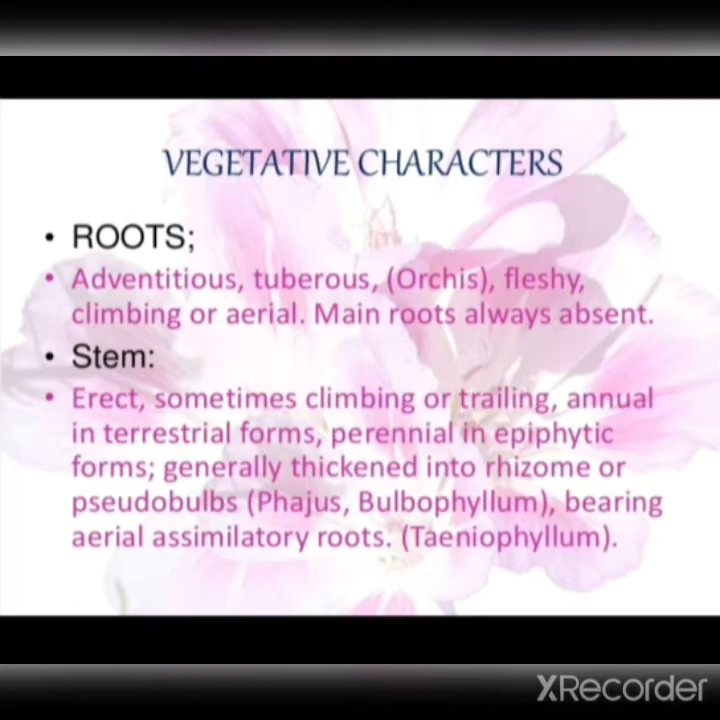 VEGETATIVE CHARACTERS
• ROOTS;
• Adventitious, tuberous, (Orchis), fleshy,
climbing or aerial. Main roots always absent.
• Stem:
• Erect, sometimes climbing or trailing, annual
in terrestrial forms, perennial in epiphytic
forms; generally thickened into rhizome or
pseudobulbs (Phajus, Bulbophyllum), bearing
aerial assimilatory roots. (Taeniophyllum).
XRecorder